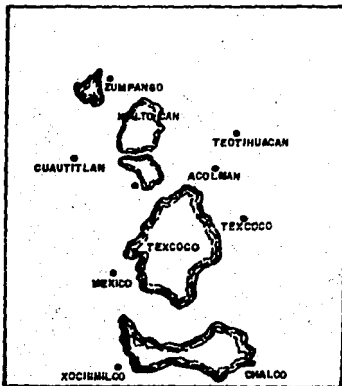 ZUMPANGO
XALTOCAN
TEOTIHUACAN
CUAUTITLAN
ACOLMAN
TEXCOCO
TEXCOCO
MEXICO
XOCHIMILCO
CHALCO